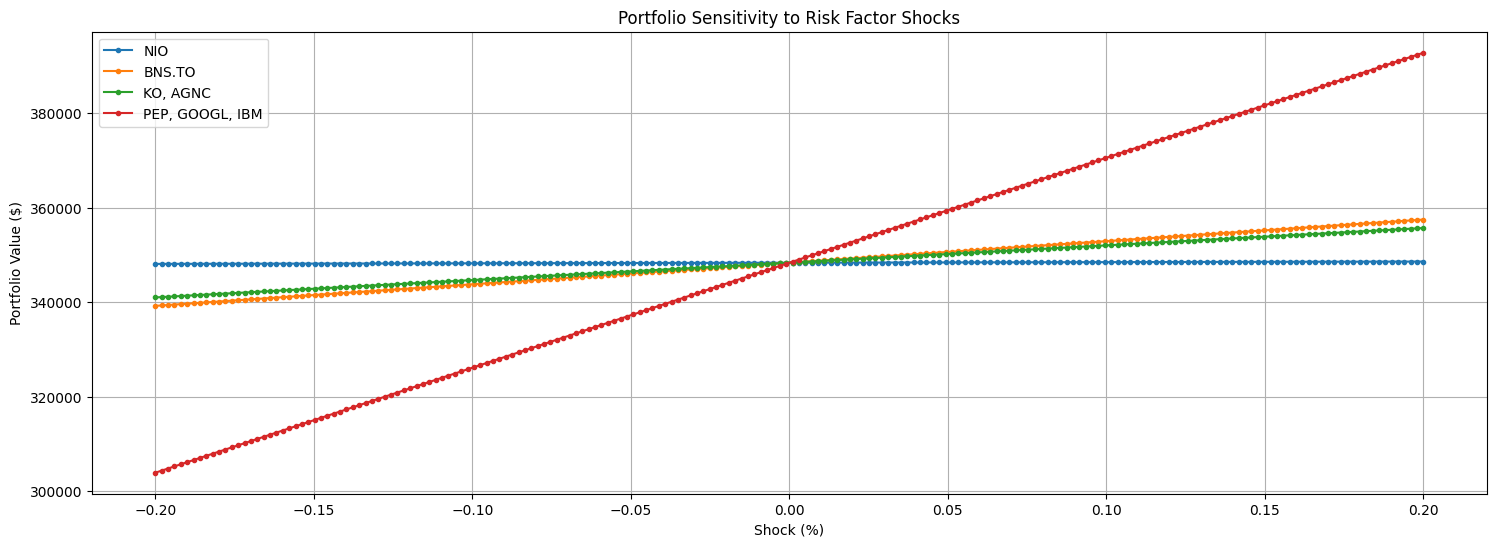 Portfolio Sensitivity to Risk Factor Shocks
NIO
BNS.TO
KO, AGNC
PEP, GOOGL, IBM
Portfolio Value ($)
380000
360000
340000
320000
300000
−0.20 −0.15 −0.10 −0.05 0.00 0.05 0.10 0.15 0.20
Shock (%)